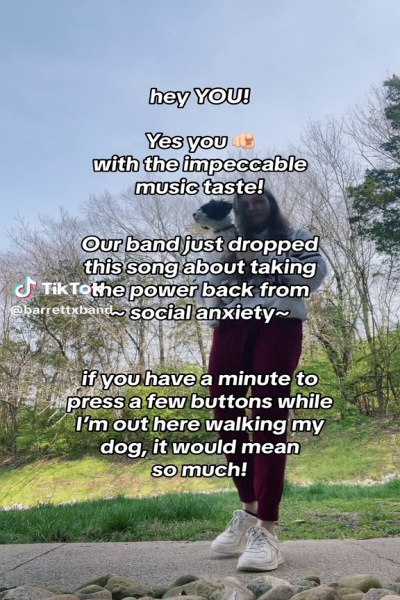 hey YOU!
Yes you 🫵🏻
with the impeccable
music taste!
Our band just dropped
this song about taking
the power back from
~ social anxiety~
TikTok
@barrettxband
if you have a minute to
press a few buttons while
I'm out here walking my
dog, it would mean
so much!